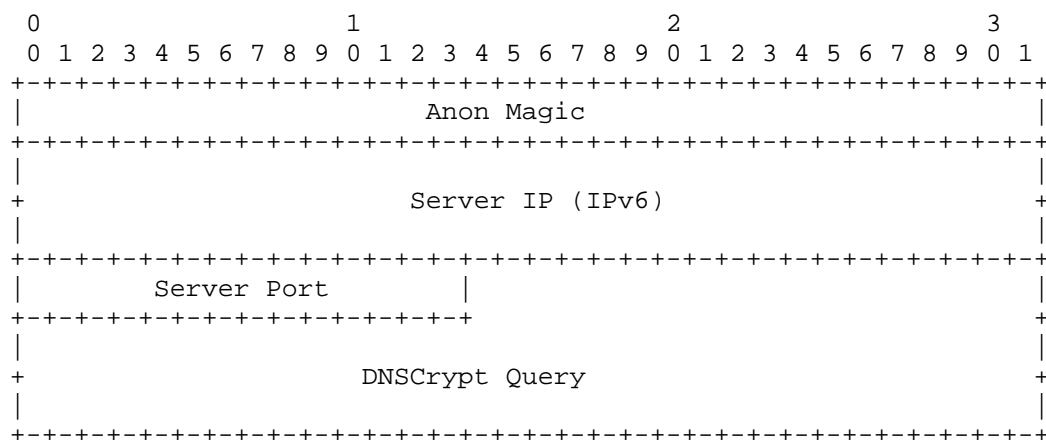 0                   1                   2                   3
0 1 2 3 4 5 6 7 8 9 0 1 2 3 4 5 6 7 8 9 0 1 2 3 4 5 6 7 8 9 0 1
+-+-+-+-+-+-+-+-+-+-+-+-+-+-+-+-+-+-+-+-+-+-+-+-+-+-+-+-+-+-+-+-+
|                         Anon Magic                            |
+-+-+-+-+-+-+-+-+-+-+-+-+-+-+-+-+-+-+-+-+-+-+-+-+-+-+-+-+-+-+-+-+
|                                                               |
+                        Server IP (IPv6)                       +
|                                                               |
+-+-+-+-+-+-+-+-+-+-+-+-+-+-+-+-+-+-+-+-+-+-+-+-+-+-+-+-+-+-+-+-+
|        Server Port        |                                   |
+-+-+-+-+-+-+-+-+-+-+-+-+-+-+                                   +
|                                                               |
+                     DNSCrypt Query                            +
|                                                               |
+-+-+-+-+-+-+-+-+-+-+-+-+-+-+-+-+-+-+-+-+-+-+-+-+-+-+-+-+-+-+-+-+